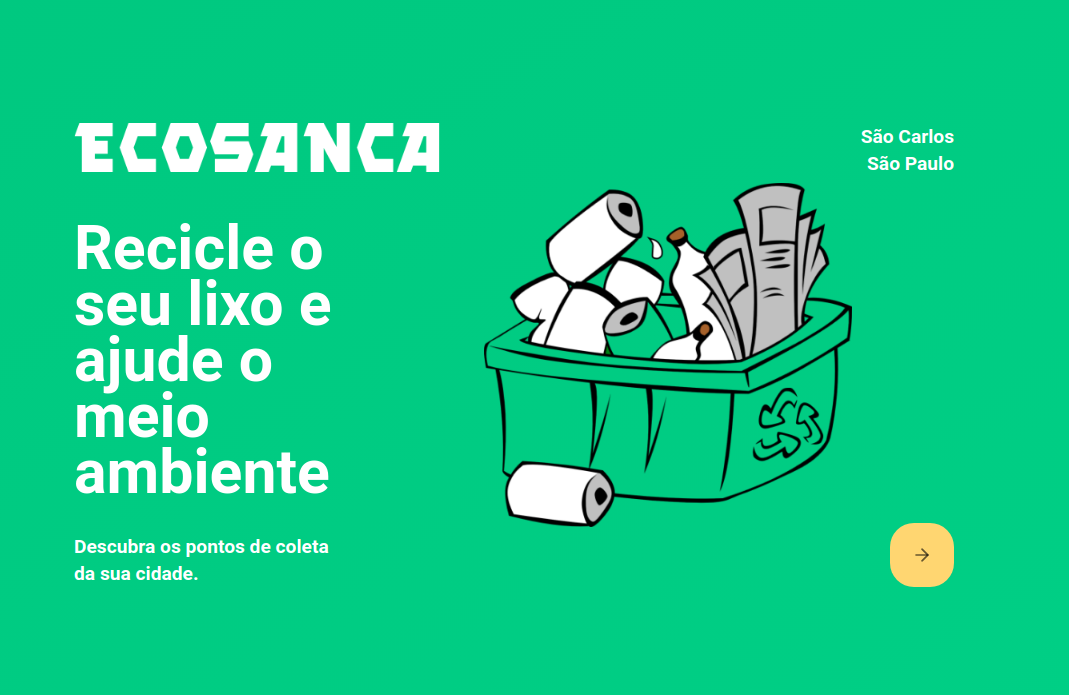 ECOSANCA
São Carlos
São Paulo
Recicle o
seu lixo e
ajude o
meio
ambiente
Descubra os pontos de coleta
da sua cidade.